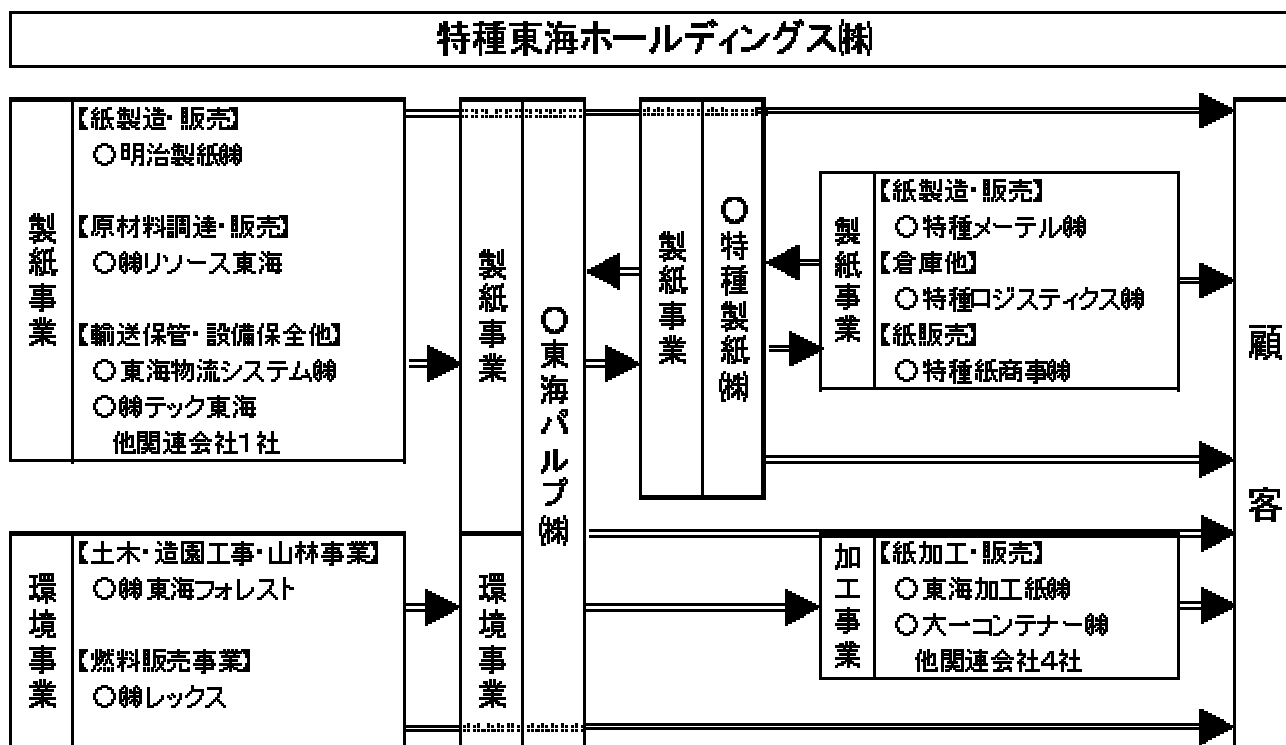 特種東海ホールディングス㈱
製紙事業
【紙製造・販売】
○明治製紙㈱
【原材料調達・販売】
○㈱リソース東海
【輸送保管・設備保全他】
○東海物流システム㈱
○㈱テック東海
他関連会社1社
環境事業
【土木・造園工事・山林事業】
○㈱東海フォレスト
【燃料販売事業】
○㈱レックス
製紙事業
環境事業
○東海パルプ㈱
製紙事業
○特種製紙㈱
製紙事業
【紙製造・販売】
○特種メーテル㈱
【倉庫他】
○特種ロジスティクス㈱
【紙販売】
○特種紙商事㈱
加工事業
【紙加工・販売】
○東海加工紙㈱
○大一コンテナー㈱
他関連会社4社
顧客